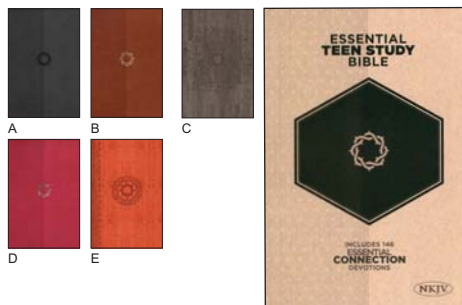 A
B
C
D
E
ESSENTIAL
TEEN STUDY
BIBLE
INCLUDES 146
ESSENTIAL
CONNECTION
DEVOTIONS
NKJV